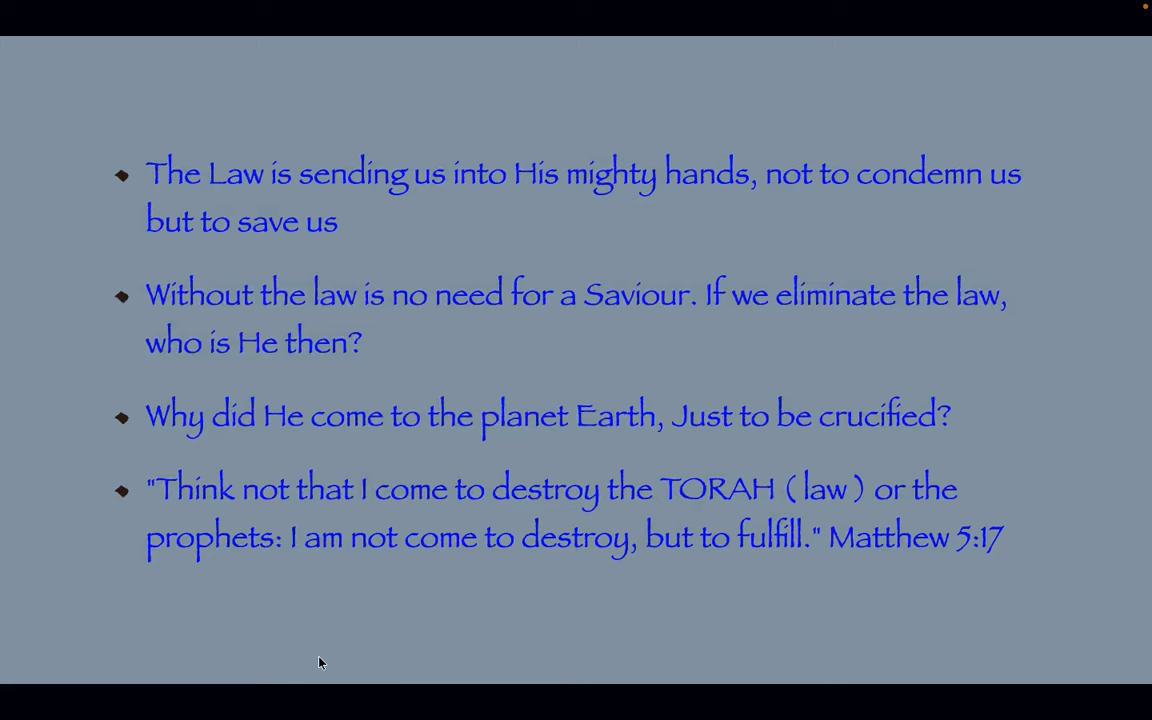 The Law is sending us into His mighty hands, not to condemn us
but to save us
Without the law is no need for a Saviour. If we eliminate the law,
who is He then?
Why did He come to the planet Earth, Just to be crucified?
"Think not that I come to destroy the TORAH ( law ) or the
prophets: I am not come to destroy, but to fulfill." Matthew 5:17